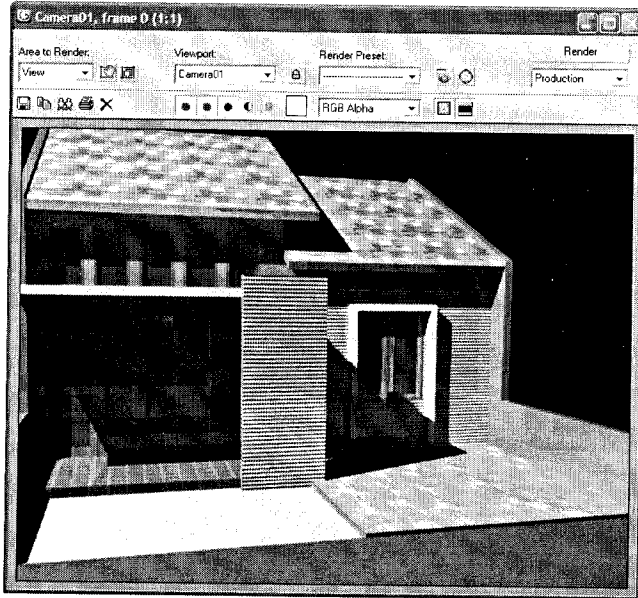 Camera01, frame 0 (1:1)
Area to Render: Viewport: Render Preset: Render
View Camera01 Production
RGB Alpha